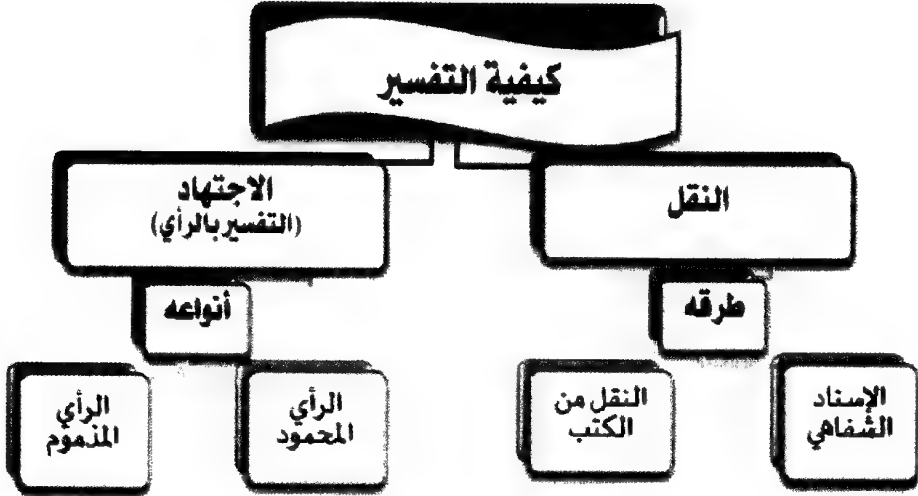 كيفية التفسير
النقل
الاجتهاد
(التفسير بالرأي)
طرقه
أنواعه
الإسناد
الشفاهي
النقل من
الكتب
الرأي
المحمود
الرأي
المذموم